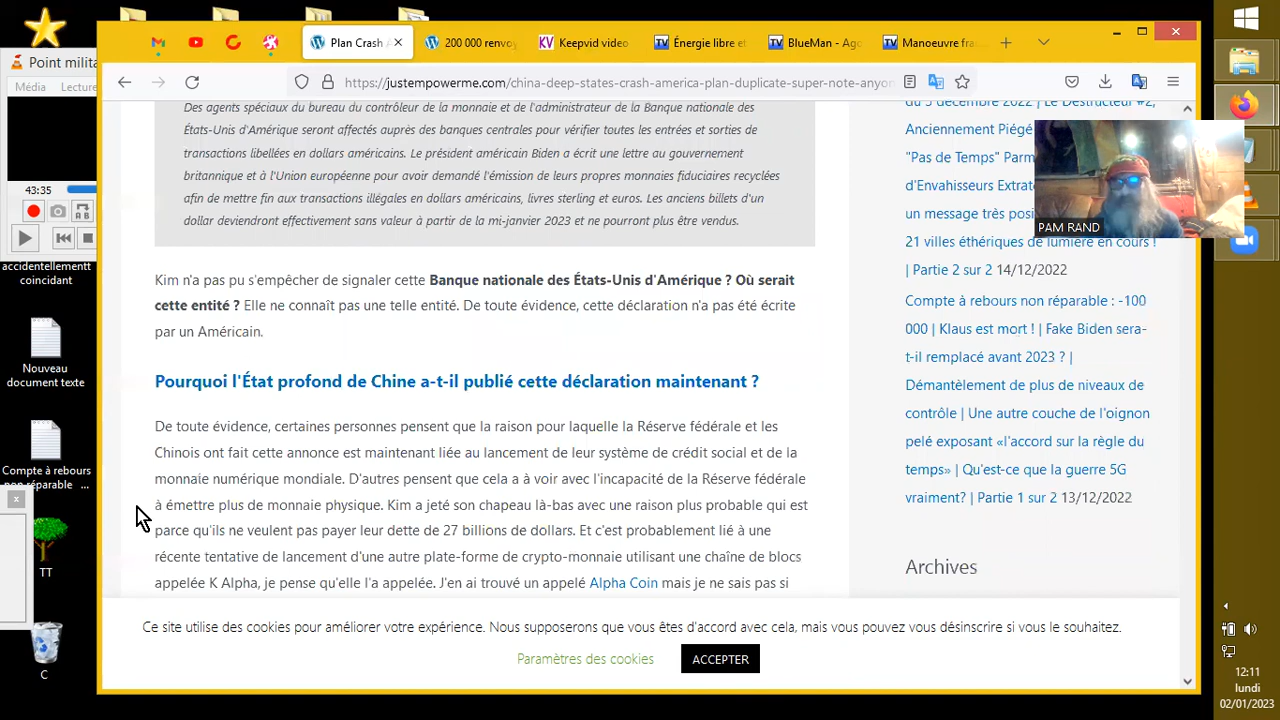 Point milita
Média
Lecture
43:35
accidentellementt
coincidant
Nouveau
document texte
Compte à rebours
non réparable ...
x
TT
C
Plan Crash
200 000 renvoy
Keepvid video
Énergie libre et
BlueMan - Ago
Manoeuvre fra
https://justempowerme.com/china-deep-states-crash-america-plan-duplicate-super-note-anyon
Des agents spéciaux du bureau du contrôleur de la monnaie et de l'administrateur de la Banque nationale des
États-Unis d'Amérique seront affectés auprès des banques centrales pour vérifier toutes les entrées et sorties de
transactions libellées en dollars américains. Le président américain Biden a écrit une lettre au gouvernement
britannique et à l'Union européenne pour avoir demandé l'émission de leurs propres monnaies fiduciaires recyclées
afin de mettre fin aux transactions illégales en dollars américains, livres sterling et euros. Les anciens billets d'un
dollar deviendront effectivement sans valeur à partir de la mi-janvier 2023 et ne pourront plus être vendus.
Kim n'a pas pu s'empêcher de signaler cette Banque nationale des États-Unis d'Amérique ? Où serait
cette entité ? Elle ne connaît pas une telle entité. De toute évidence, cette déclaration n'a pas été écrite
par un Américain.
Pourquoi l'État profond de Chine a-t-il publié cette déclaration maintenant ?
De toute évidence, certaines personnes pensent que la raison pour laquelle la Réserve fédérale et les
Chinois ont fait cette annonce est maintenant liée au lancement de leur système de crédit social et de la
monnaie numérique mondiale. D'autres pensent que cela a à voir avec l'incapacité de la Réserve fédérale
à émettre plus de monnaie physique. Kim a jeté son chapeau là-bas avec une raison plus probable qui est
parce qu'ils ne veulent pas payer leur dette de 27 billions de dollars. Et c'est probablement lié à une
récente tentative de lancement d'une autre plate-forme de crypto-monnaie utilisant une chaîne de blocs
appelée K Alpha, je pense qu'elle l'a appelée. J'en ai trouvé un appelé Alpha Coin mais je ne sais pas si
du 5 décembre 2022 | Le Destructeur #2,
Anciennement Piégé
"Pas de Temps" Parm
d'Envahisseurs Extrat
un message très posi
21 villes éthériques de lumière en cours !
| Partie 2 sur 2 14/12/2022
Compte à rebours non réparable : -100
000 | Klaus est mort ! | Fake Biden sera-
t-il remplacé avant 2023 ? |
Démantèlement de plus de niveaux de
contrôle | Une autre couche de l'oignon
pelé exposant «l'accord sur la règle du
temps» | Qu'est-ce que la guerre 5G
vraiment? | Partie 1 sur 2 13/12/2022
Archives
PAM RAND
Ce site utilise des cookies pour améliorer votre expérience. Nous supposerons que vous êtes d'accord avec cela, mais vous pouvez vous désinscrire si vous le souhaitez.
Paramètres des cookies
ACCEPTER
12:11
lundi
02/01/2023